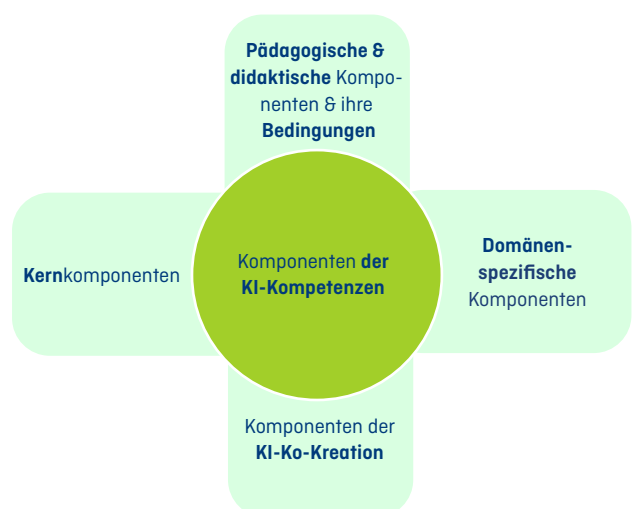 Pädagogische &
didaktische Kompo-
nenten & ihre
Bedingungen
Kernkomponenten
Komponenten der
KI-Kompetenzen
Domänen-
spezifische
Komponenten
Komponenten der
KI-Ko-Kreation